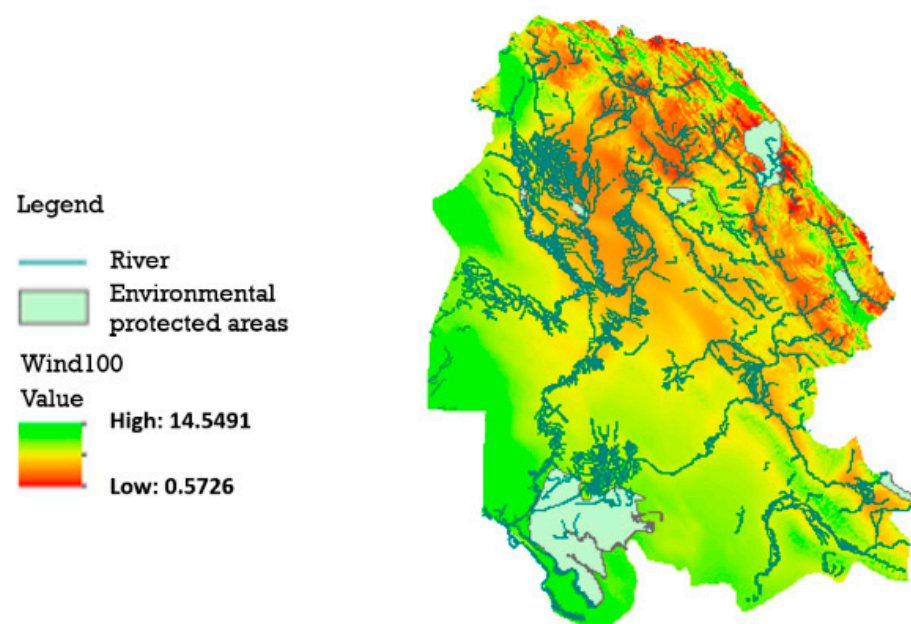 Legend
River
Environmental
protected areas
Wind100
Value
High: 14.5491
Low: 0.5726